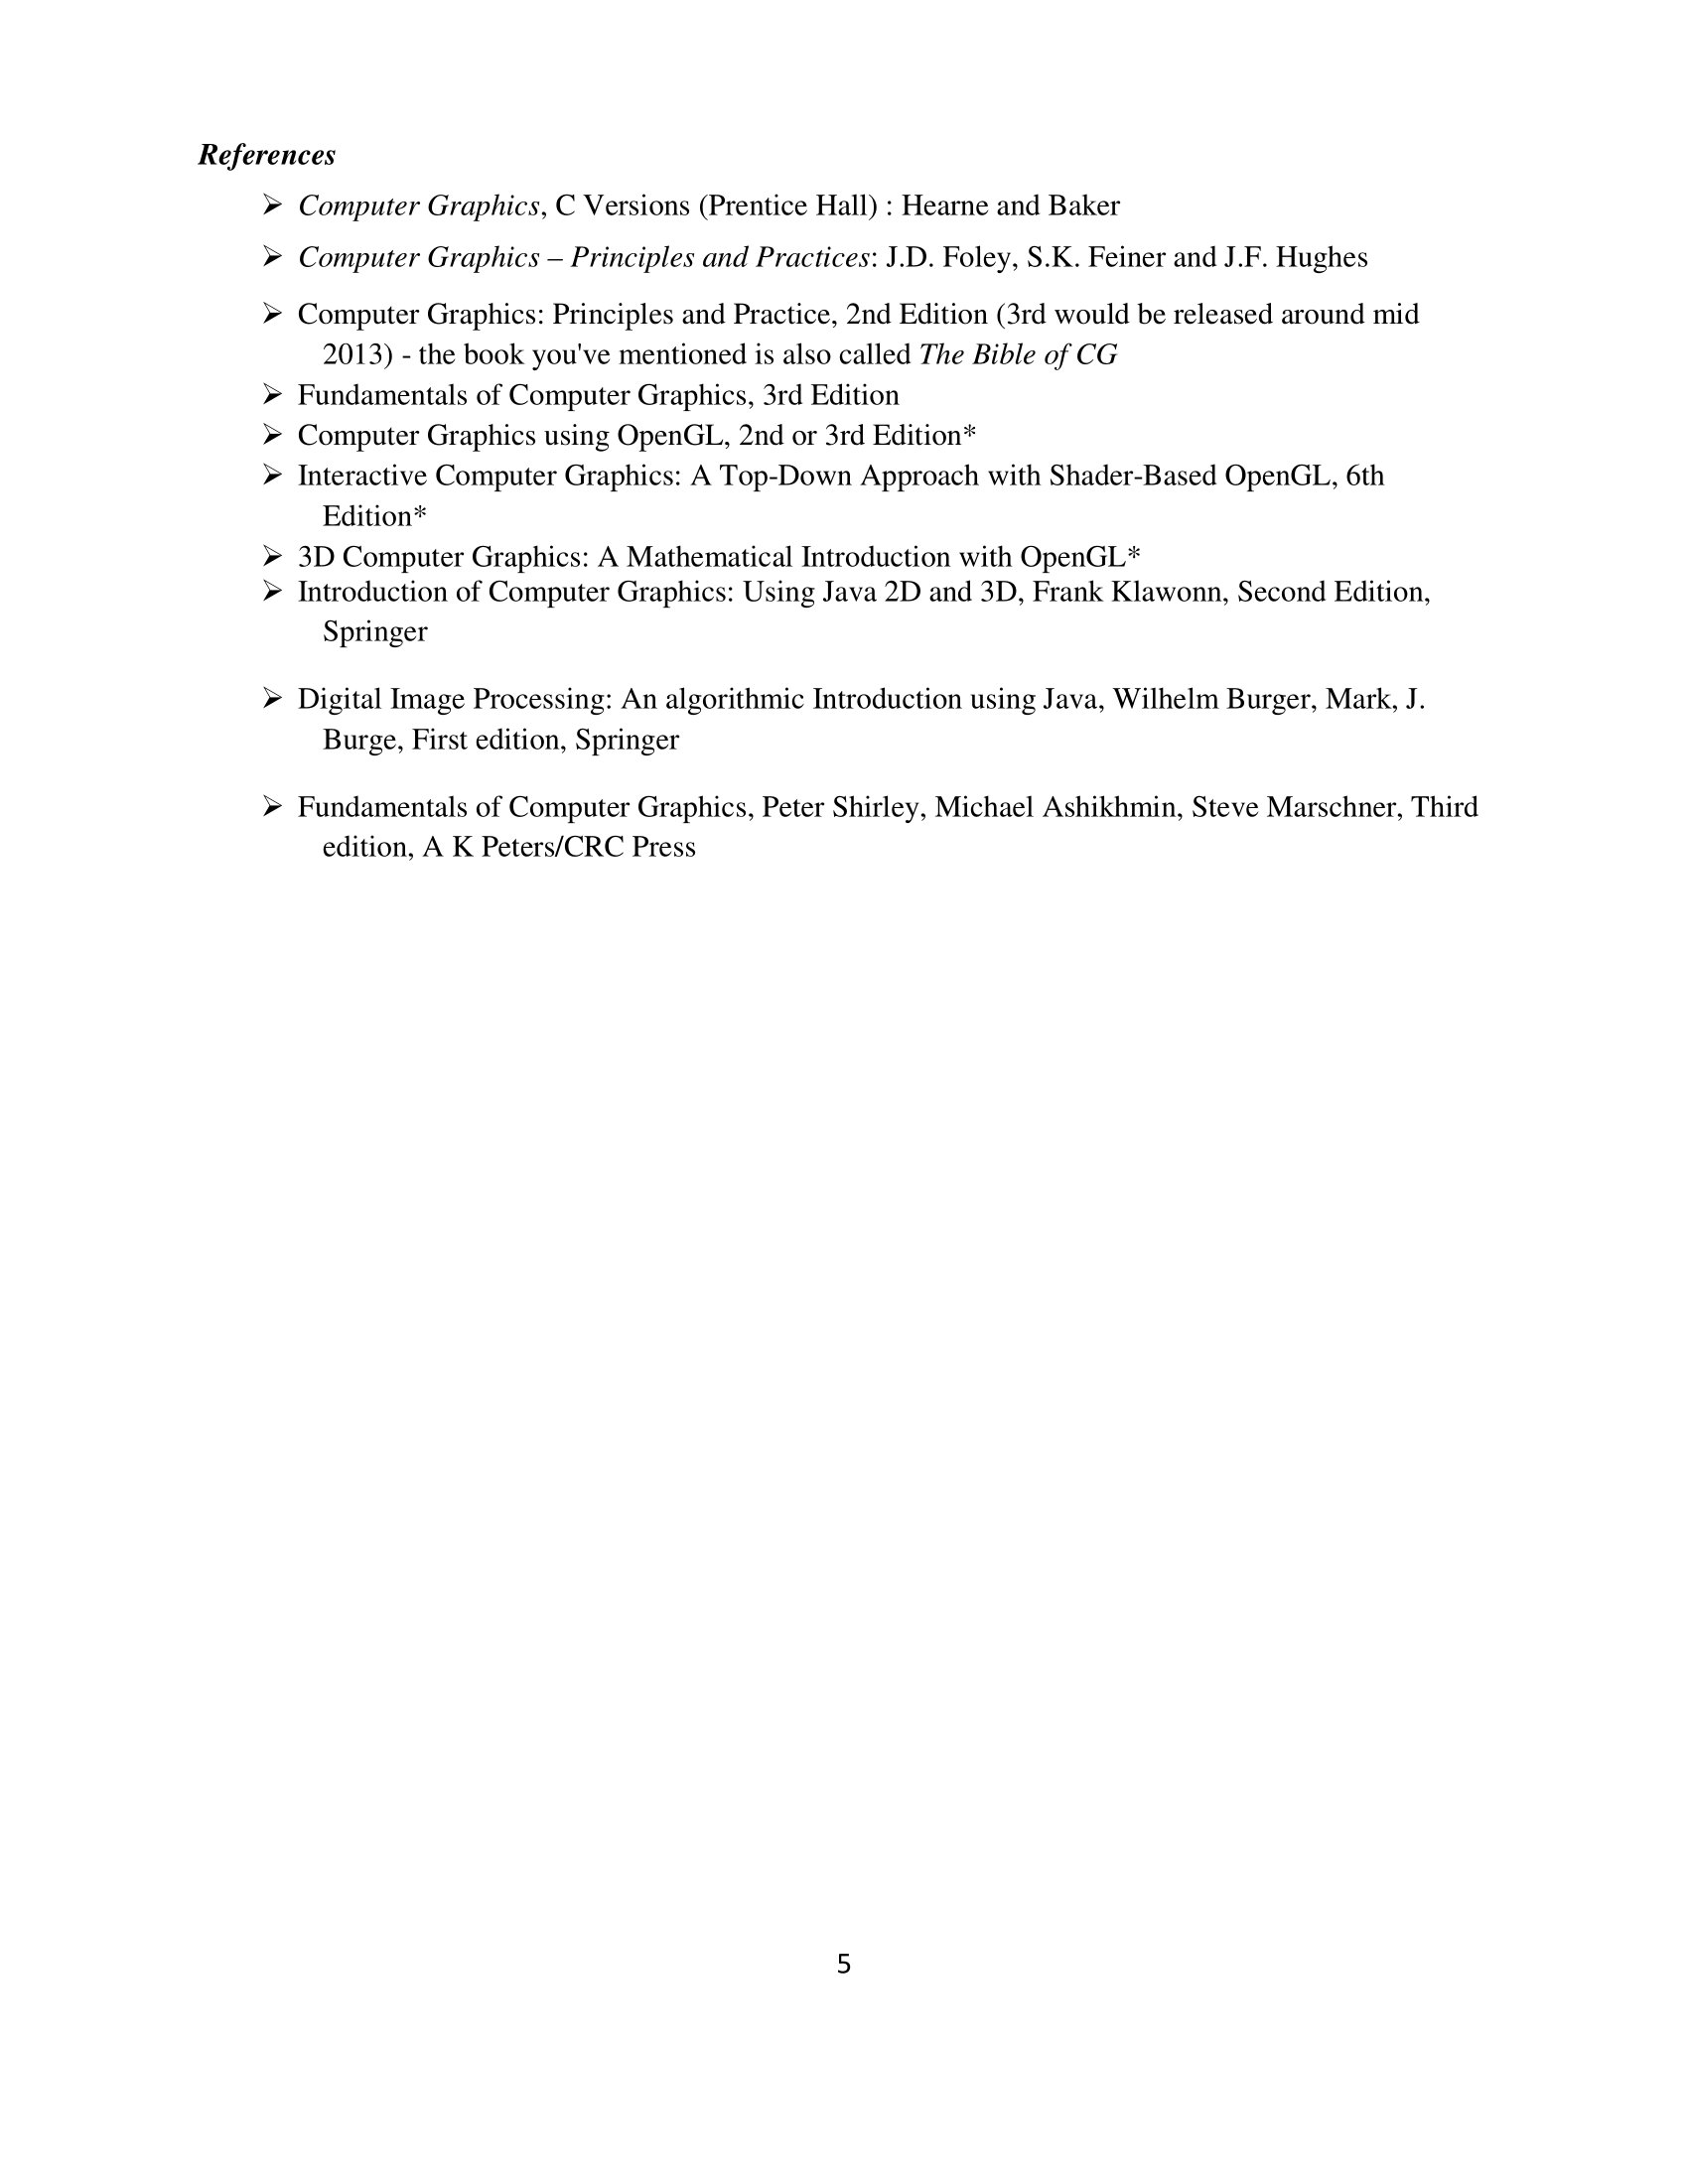 References
➢ Computer Graphics, C Versions (Prentice Hall) : Hearne and Baker
➢ Computer Graphics – Principles and Practices: J.D. Foley, S.K. Feiner and J.F. Hughes
➢ Computer Graphics: Principles and Practice, 2nd Edition (3rd would be released around mid
2013) - the book you've mentioned is also called The Bible of CG
➢ Fundamentals of Computer Graphics, 3rd Edition
➢ Computer Graphics using OpenGL, 2nd or 3rd Edition*
➢ Interactive Computer Graphics: A Top-Down Approach with Shader-Based OpenGL, 6th
Edition*
➢ 3D Computer Graphics: A Mathematical Introduction with OpenGL*
➢ Introduction of Computer Graphics: Using Java 2D and 3D, Frank Klawonn, Second Edition,
Springer
➢ Digital Image Processing: An algorithmic Introduction using Java, Wilhelm Burger, Mark, J.
Burge, First edition, Springer
➢ Fundamentals of Computer Graphics, Peter Shirley, Michael Ashikhmin, Steve Marschner, Third
edition, A K Peters/CRC Press
5